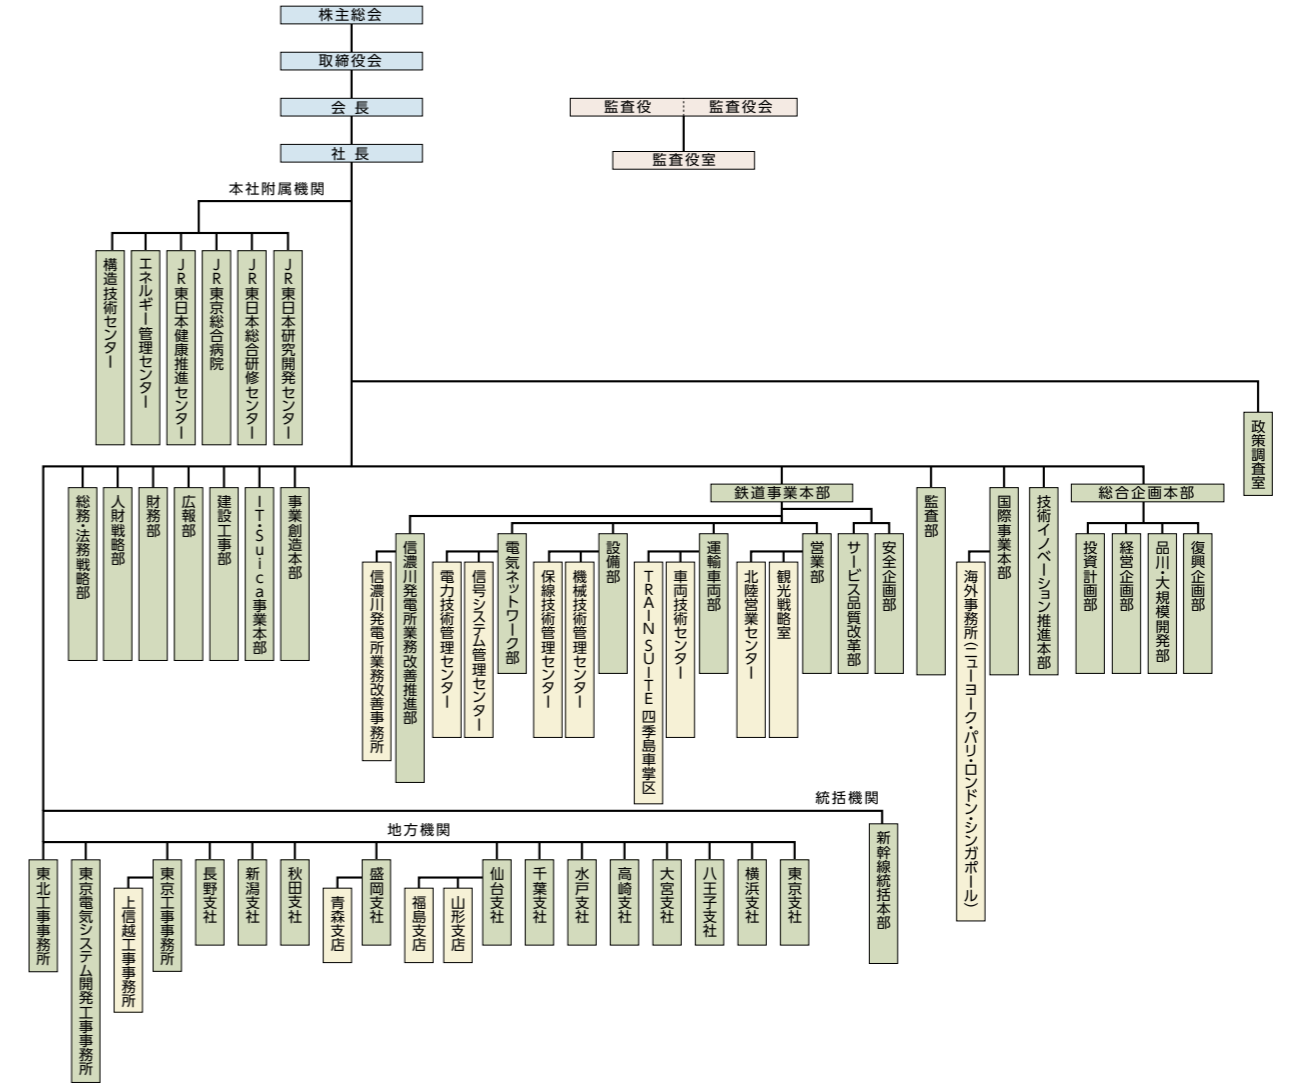 株主総会
取締役会
会長
社長
監査役 監査役会
監査役室
本社附属機関
構造技術センター
エネルギー管理センター
JR東日本健康推進センター
JR東京総合病院
JR東日本総合研修センター
JR東日本研究開発センター
政策調査室
総務・法務戦略部
人財戦略部
財務部
広報部
建設工事部
IT・Suica事業本部
事業創造本部
鉄道事業本部
信濃川発電所業務改善推進部
信濃川発電所業務改善事務所
電気ネットワーク部
電力技術管理センター
信号システム管理センター
設備部
保線技術管理センター
機械技術管理センター
運輸車両部
TRAIN SUITE 四季島車掌区
車両技術センター
営業部
北陸営業センター
観光戦略室
サービス品質改革部
安全企画部
監査部
国際事業本部
海外事務所(ニューヨーク・パリ・ロンドン・シンガポール)
技術イノベーション推進本部
総合企画本部
投資計画部
経営企画部
品川・大規模開発部
復興企画部
統括機関
新幹線統括本部
地方機関
東北工事事務所
東京電気システム開発工事事務所
東京工事事務所
上信越工事事務所
長野支社
新潟支社
秋田支社
盛岡支社
青森支店
仙台支社
福島支店
山形支店
千葉支社
水戸支社
高崎支社
大宮支社
八王子支社
横浜支社
東京支社